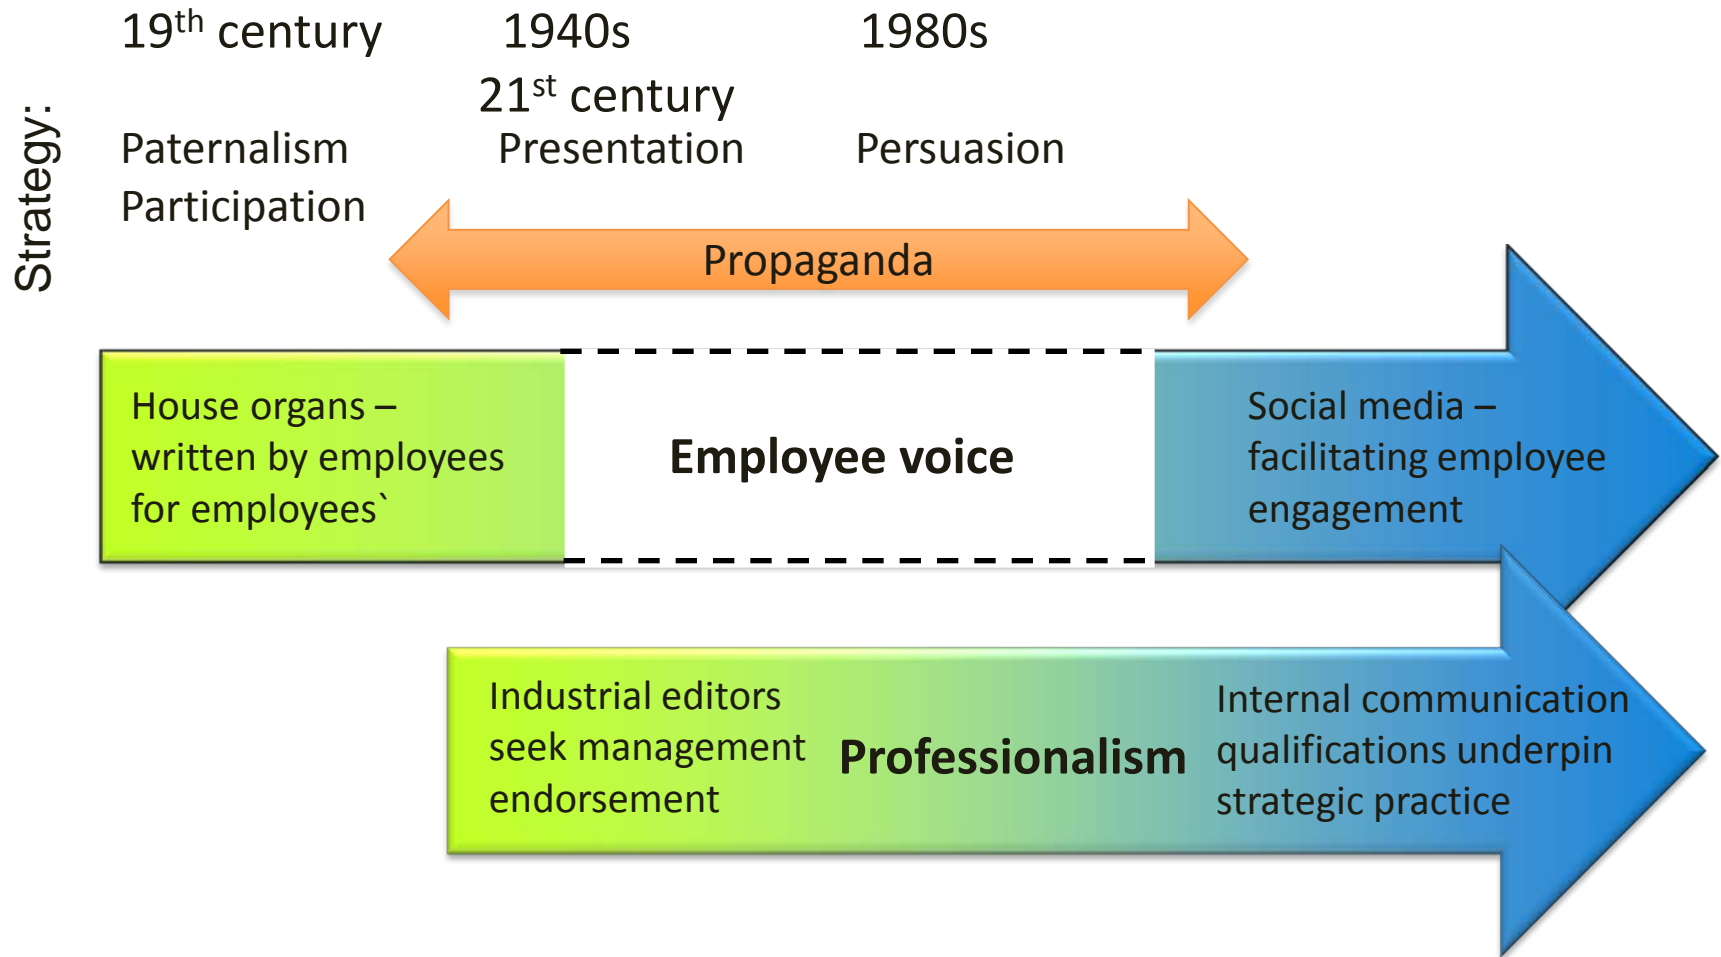 19th century 1940s 1980s
21st century
Strategy:
Paternalism Presentation Persuasion
Participation
Propaganda
House organs –
written by employees
for employees`
Employee voice
Social media –
facilitating employee
engagement
Industrial editors
seek management
endorsement
Professionalism
Internal communication
qualifications underpin
strategic practice